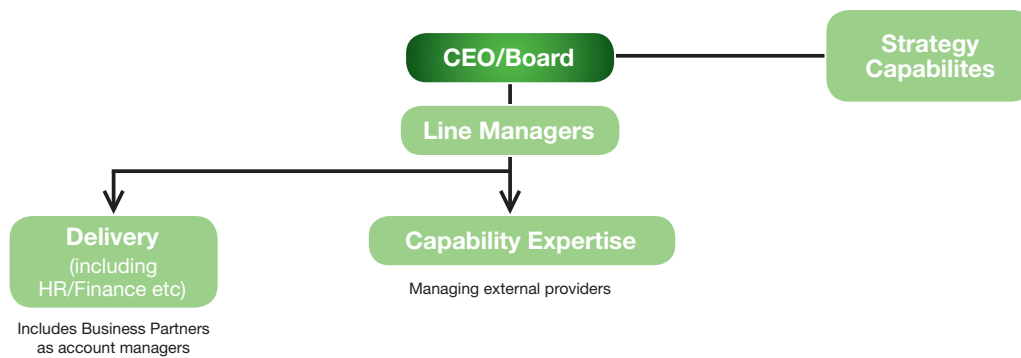 CEO/Board
Strategy
Capabilites
Line Managers
Delivery
(including
HR/Finance etc)
Capability Expertise
Managing external providers
Includes Business Partners
as account managers